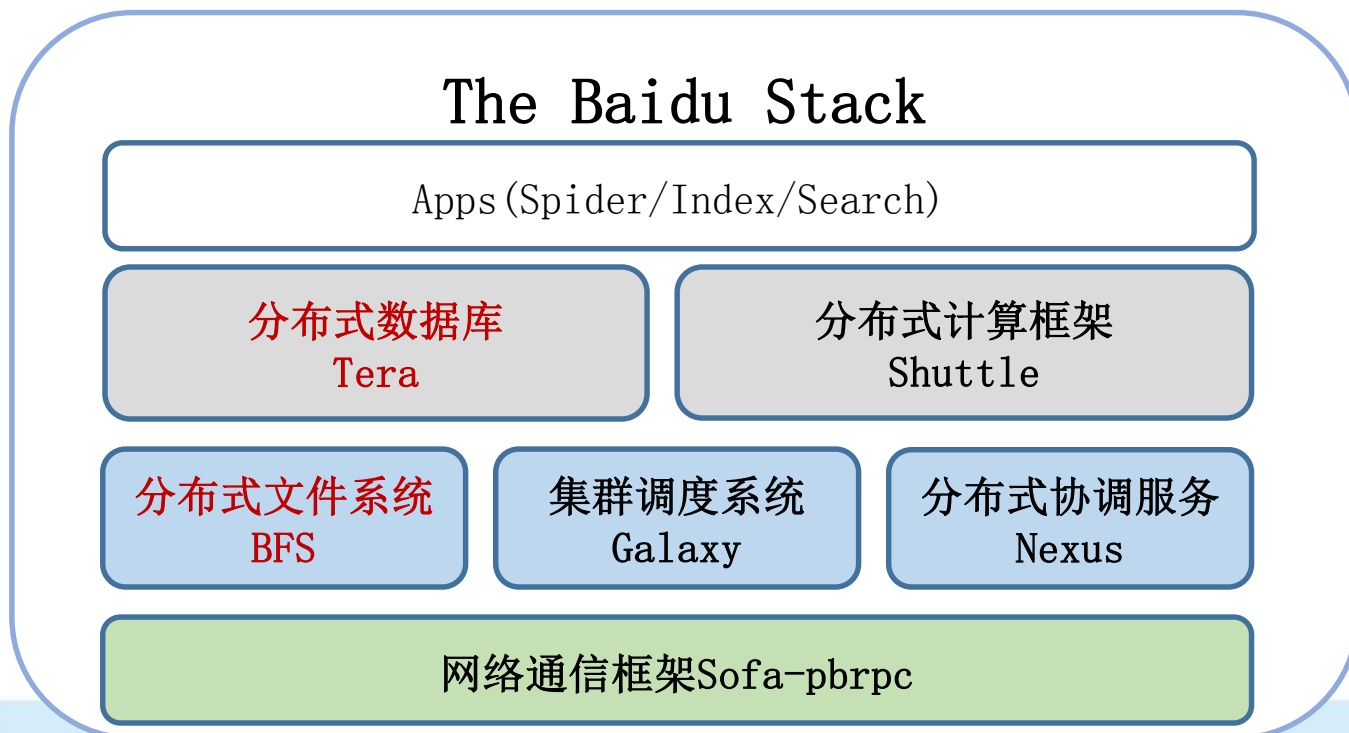 The Baidu Stack
Apps(Spider/Index/Search)
分布式数据库
Tera
分布式计算框架
Shuttle
分布式文件系统
BFS
集群调度系统
Galaxy
分布式协调服务
Nexus
网络通信框架Sofa-pbrpc